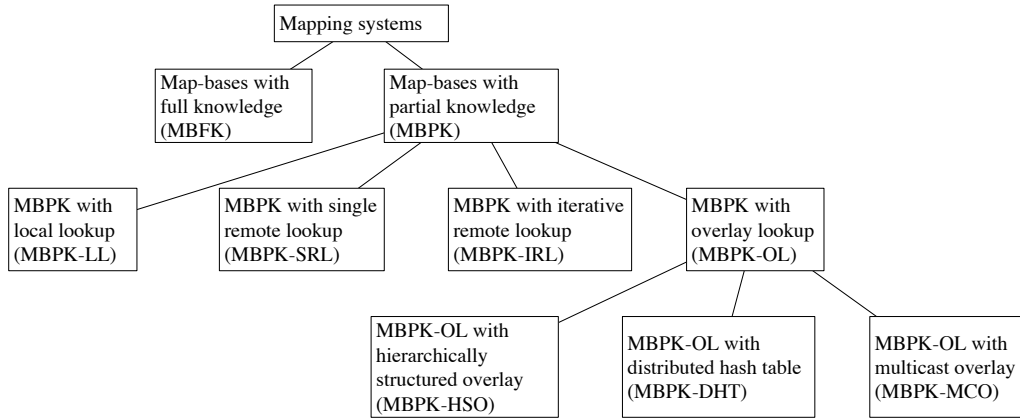 Mapping systems
Map-bases with
full knowledge
(MBFK)
Map-bases with
partial knowledge
(MBPK)
MBPK with
local lookup
(MBPK-LL)
MBPK with single
remote lookup
(MBPK-SRL)
MBPK with iterative
remote lookup
(MBPK-IRL)
MBPK with
overlay lookup
(MBPK-OL)
MBPK-OL with
hierarchically
structured overlay
(MBPK-HSO)
MBPK-OL with
distributed hash table
(MBPK-DHT)
MBPK-OL with
multicast overlay
(MBPK-MCO)